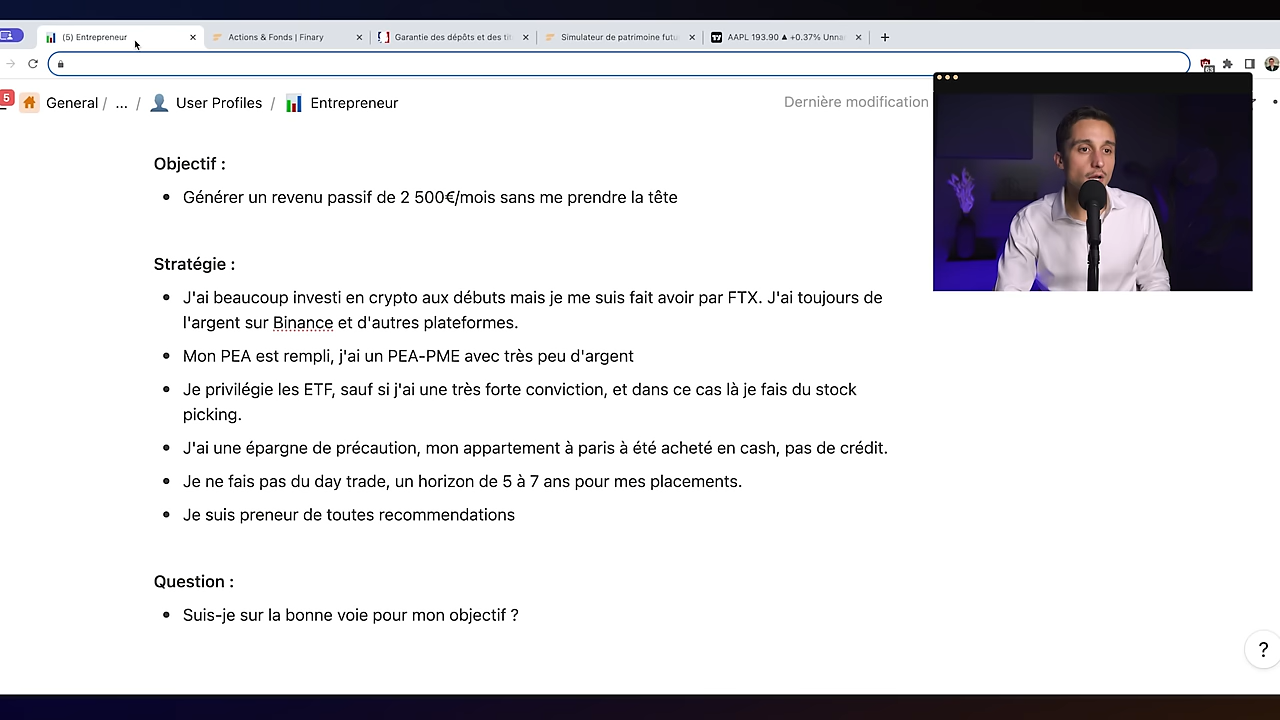 (5) Entrepreneur
Actions & Fonds | Finary
Garantie des dépôts et des tit
Simulateur de patrimoine futu
AAPL 193.90 ▲ +0.37% Unna
5
General / ... / User Profiles / Entrepreneur
Dernière modification
Objectif :
Générer un revenu passif de 2 500€/mois sans me prendre la tête
Stratégie :
J'ai beaucoup investi en crypto aux débuts mais je me suis fait avoir par FTX. J'ai toujours de
l'argent sur Binance et d'autres plateformes.
Mon PEA est rempli, j'ai un PEA-PME avec très peu d'argent
Je privilégie les ETF, sauf si j'ai une très forte conviction, et dans ce cas là je fais du stock
picking.
J'ai une épargne de précaution, mon appartement à paris à été acheté en cash, pas de crédit.
Je ne fais pas du day trade, un horizon de 5 à 7 ans pour mes placements.
Je suis preneur de toutes recommendations
Question :
Suis-je sur la bonne voie pour mon objectif ?
?